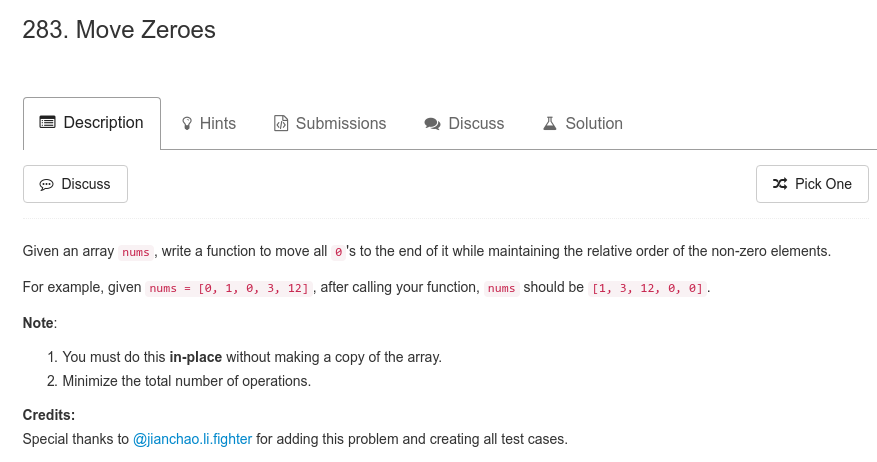 283. Move Zeroes
Description Hints Submissions Discuss Solution
Discuss Pick One
Given an array nums , write a function to move all 0 's to the end of it while maintaining the relative order of the non-zero elements.
For example, given nums = [0, 1, 0, 3, 12] , after calling your function, nums should be [1, 3, 12, 0, 0] .
Note:
1. You must do this in-place without making a copy of the array.
2. Minimize the total number of operations.
Credits:
Special thanks to @jianchao.li.fighter for adding this problem and creating all test cases.